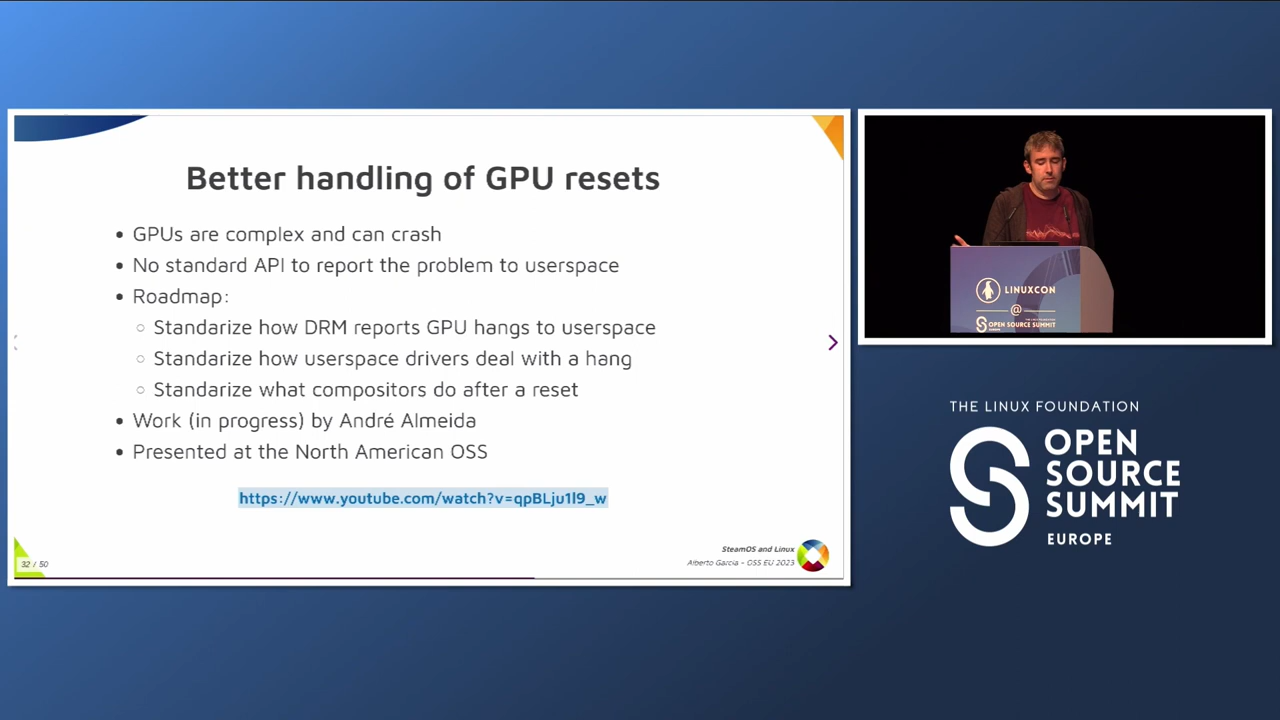 Better handling of GPU resets
• GPUs are complex and can crash
• No standard API to report the problem to userspace
• Roadmap:
○ Standarize how DRM reports GPU hangs to userspace
○ Standarize how userspace drivers deal with a hang
○ Standarize what compositors do after a reset
• Work (in progress) by André Almeida
• Presented at the North American OSS
https://www.youtube.com/watch?v=qpBLju1l9_w
32 / 50
SteamOS and Linux
Alberto Garcia - OSS EU 2023
LINUXCON
@
OPEN SOURCE SUMMIT
THE LINUX FOUNDATION
OPEN
SOURCE
SUMMIT
EUROPE